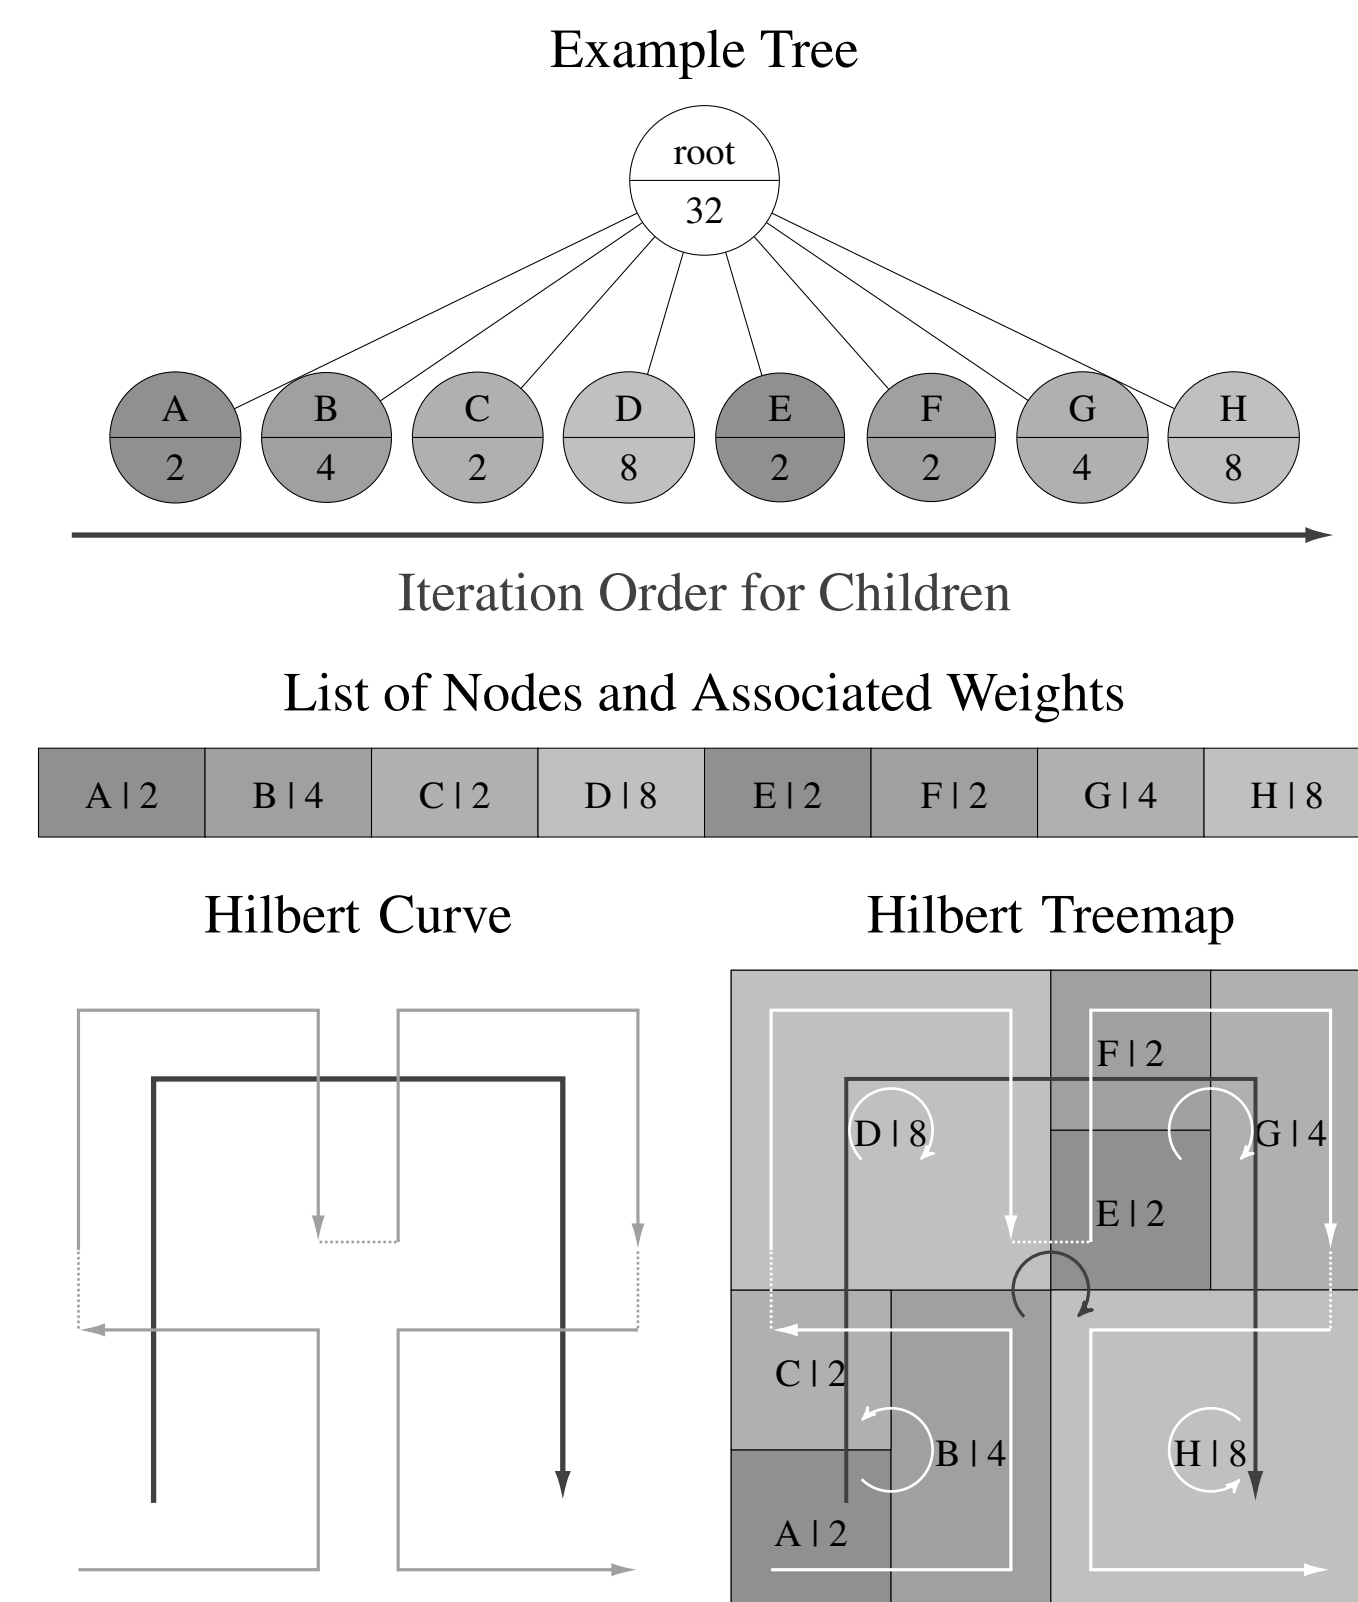 Example Tree
root
32
A B C D E F G H
2 4 2 8 2 2 4 8
Iteration Order for Children
List of Nodes and Associated Weights
A | 2 B | 4 C | 2 D | 8 E | 2 F | 2 G | 4 H | 8
Hilbert Curve
Hilbert Treemap
F | 2
D | 8
G | 4
E | 2
C | 2
B | 4
H | 8
A | 2